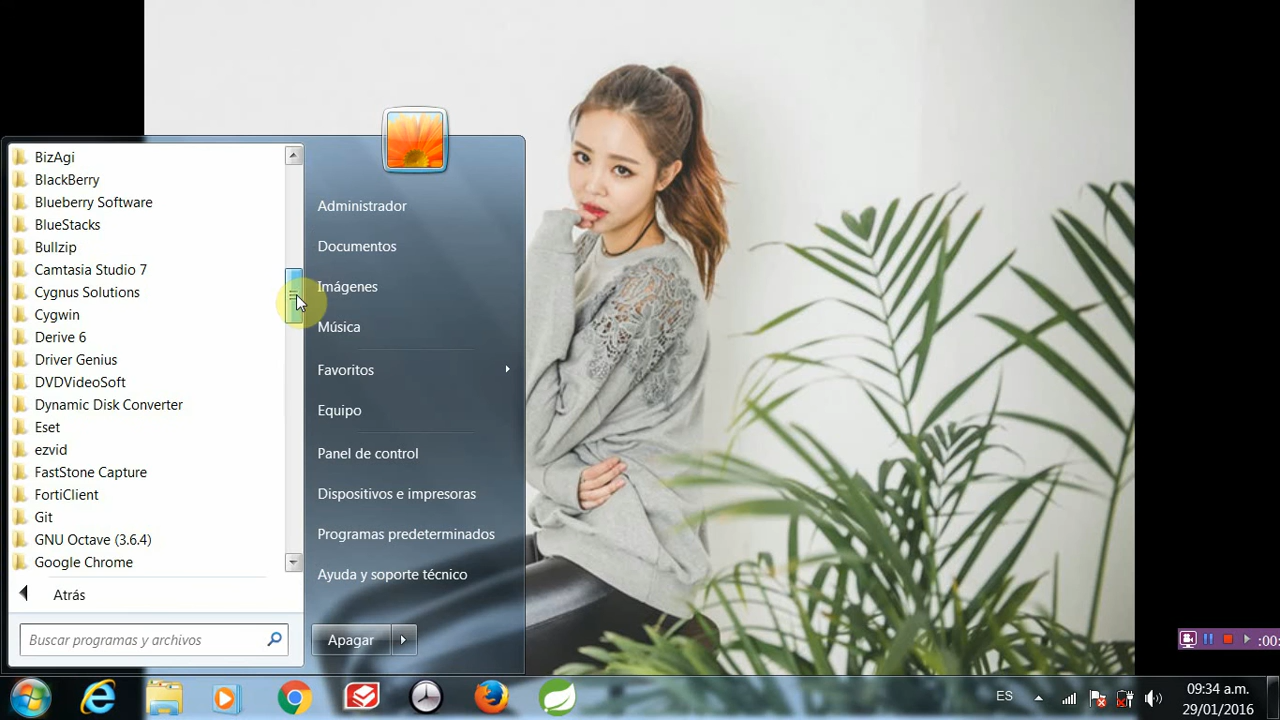 BizAgi
BlackBerry
Blueberry Software
BlueStacks
Bullzip
Camtasia Studio 7
Cygnus Solutions
Cygwin
Derive 6
Driver Genius
DVDVideoSoft
Dynamic Disk Converter
Eset
ezvid
FastStone Capture
FortiClient
Git
GNU Octave (3.6.4)
Google Chrome
Atrás
Buscar programas y archivos
Administrador
Documentos
Imágenes
Música
Favoritos
Equipo
Panel de control
Dispositivos e impresoras
Programas predeterminados
Ayuda y soporte técnico
Apagar
:00:
ES
09:34 a.m.
29/01/2016